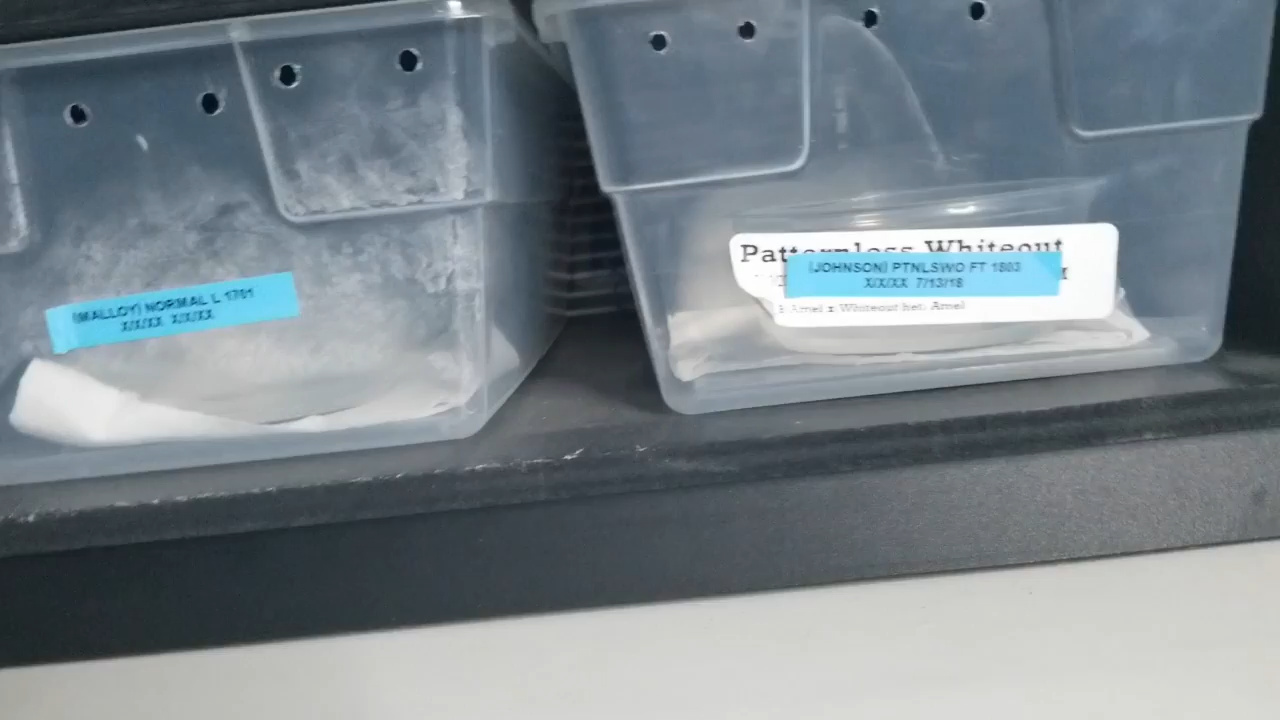 (MALLOY) NORMAL L 1701
X/X/XX X/X/XX
Patternless Whiteout
(JOHNSON) PTNLSWO FT 1803
X/X/XX 7/13/18
Amel x Whiteout het: Amel